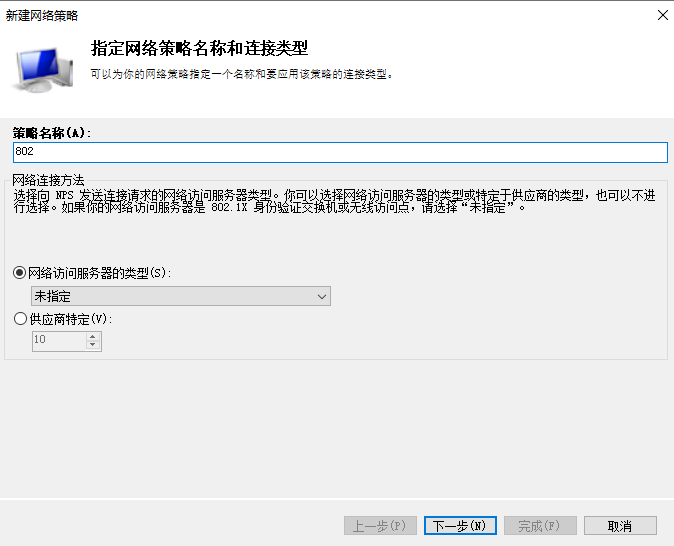 新建网络策略
指定网络策略名称和连接类型
可以为你的网络策略指定一个名称和要应用该策略的连接类型。
策略名称(A):
802
网络连接方法
选择向 NPS 发送连接请求的网络访问服务器类型。你可以选择网络访问服务器的类型或特定于供应商的类型，也可以不进
行选择。如果你的网络访问服务器是 802.1X 身份验证交换机或无线访问点，请选择“未指定”。
网络访问服务器的类型(S):
未指定
供应商特定(V):
10
上一步(P)
下一步(N)
完成(F)
取消